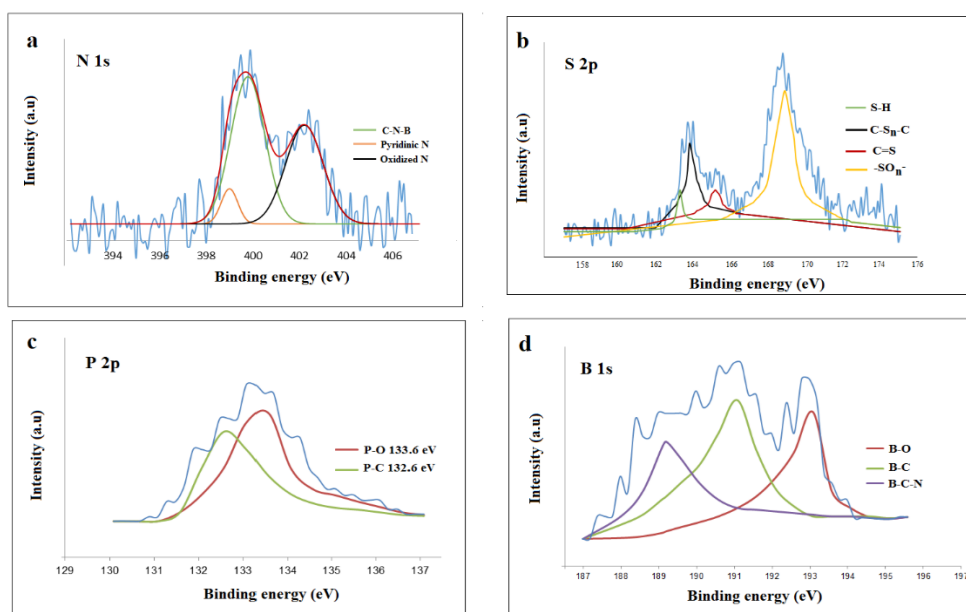 a
N 1s
Intensity (a.u)
C-N-B
Pyridinic N
Oxidized N
394 396 398 400 402 404 406
Binding energy (eV)
b
S 2p
Intensity (a.u)
S-H
C-Sn-C
C=S
-SOn-
158 160 162 164 166 168 170 172 174 176
Binding energy (eV)
c
P 2p
Intensity (a.u)
P-O 133.6 eV
P-C 132.6 eV
129 130 131 132 133 134 135 136 137
Binding energy (eV)
d
B 1s
Intensity (a.u)
B-O
B-C
B-C-N
187 188 189 190 191 192 193 194 195 196 197
Binding energy (eV)